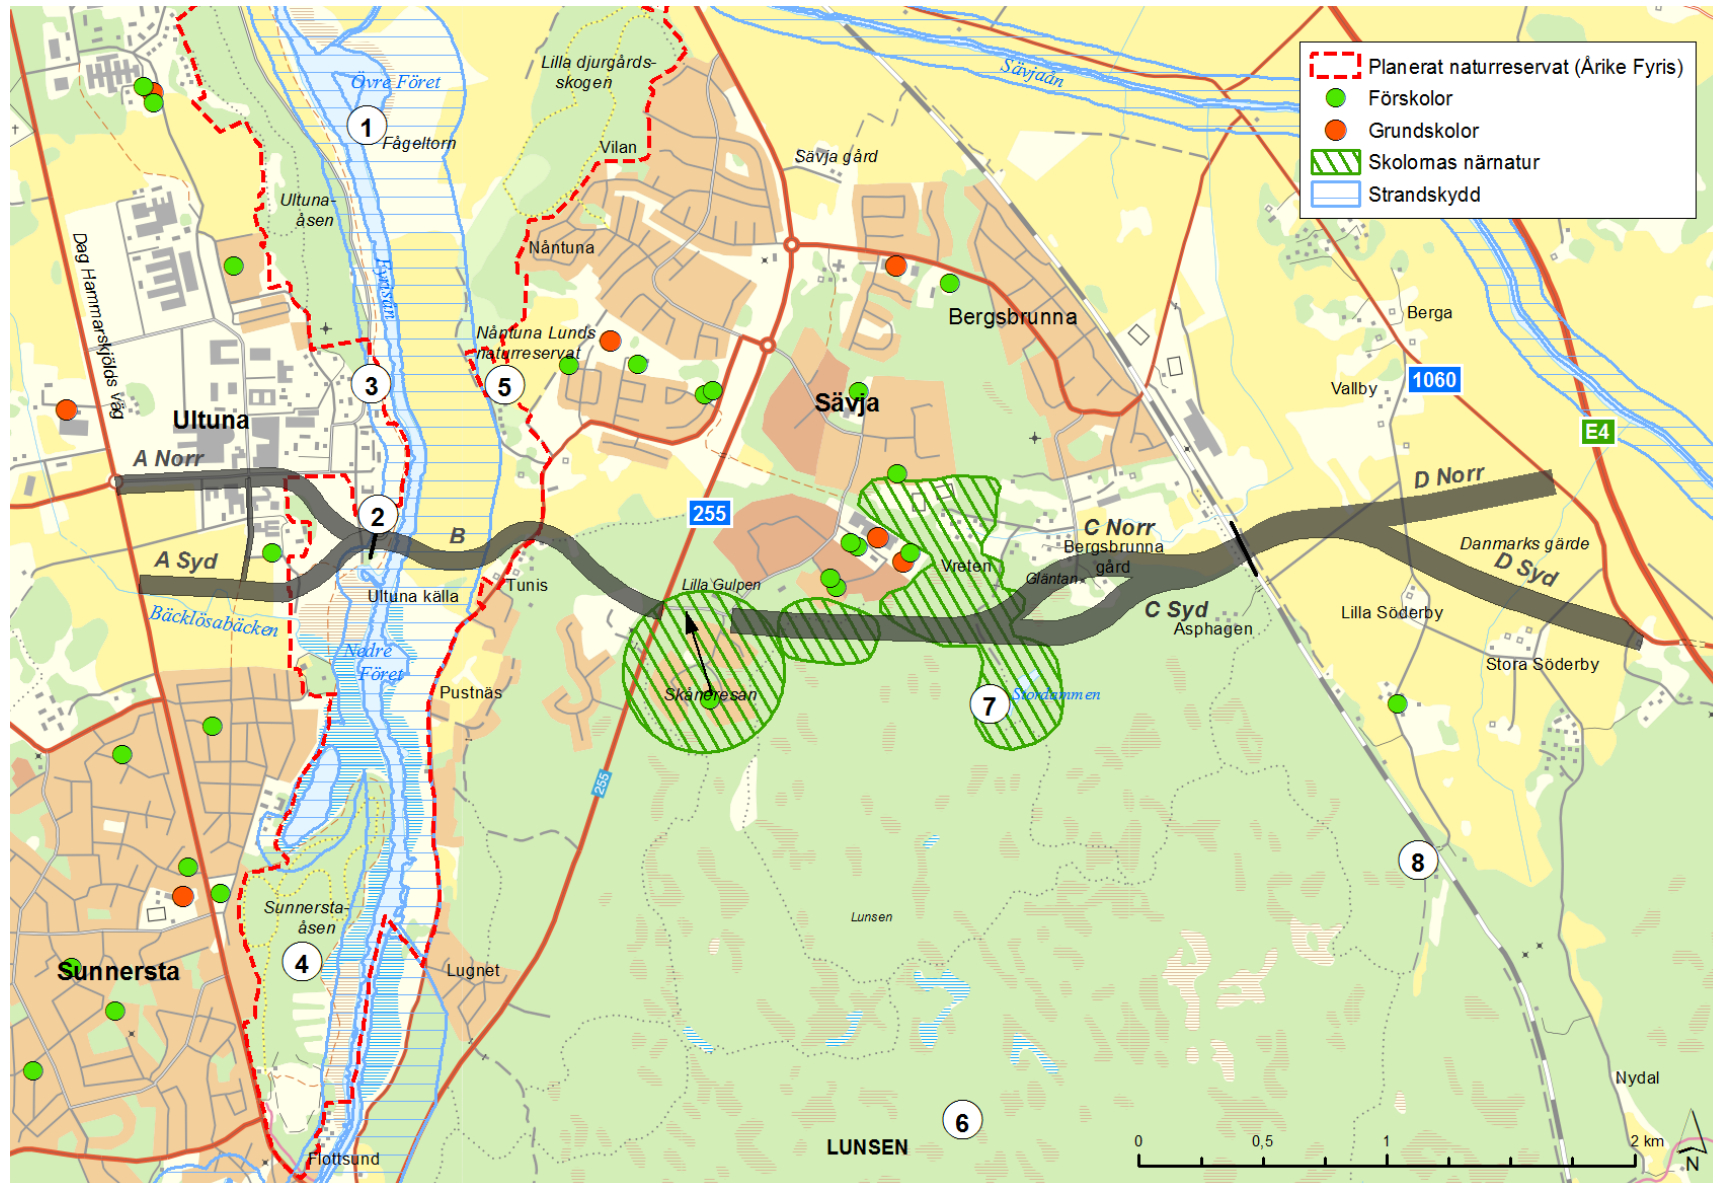 Planerat naturreservat (Årike Fyris)
Förskolor
Grundskolor
Skolornas närnatur
Strandskydd
Övre Föret
1
Fågeltorn
Lilla djurgårds-
skogen
Vilan
Sävja gård
Sävjaån
Ultuna-
åsen
Fyrisån
Nåntuna
Dag Hammarskjölds Väg
Bergsbrunna
Berga
Nåntuna Lunds
naturreservat
3
5
Vallby
1060
Ultuna
Sävja
E4
A Norr
D Norr
255
2
B
C Norr
Bergsbrunna
gård
Danmarks gärde
D Syd
A Syd
Ultuna källa
Tunis
Lilla Gulpen
Vreten
Gläntan
C Syd
Asphagen
Lilla Söderby
Bäcklösabäcken
Nedre
Föret
Stora Söderby
Pustnäs
Skåneresan
7
Stordammen
255
8
Sunnersta-
åsen
Lunsen
4
Sunnersta
Lugnet
Nydal
6
LUNSEN
Flottsund
0
0,5
1
2 km
N